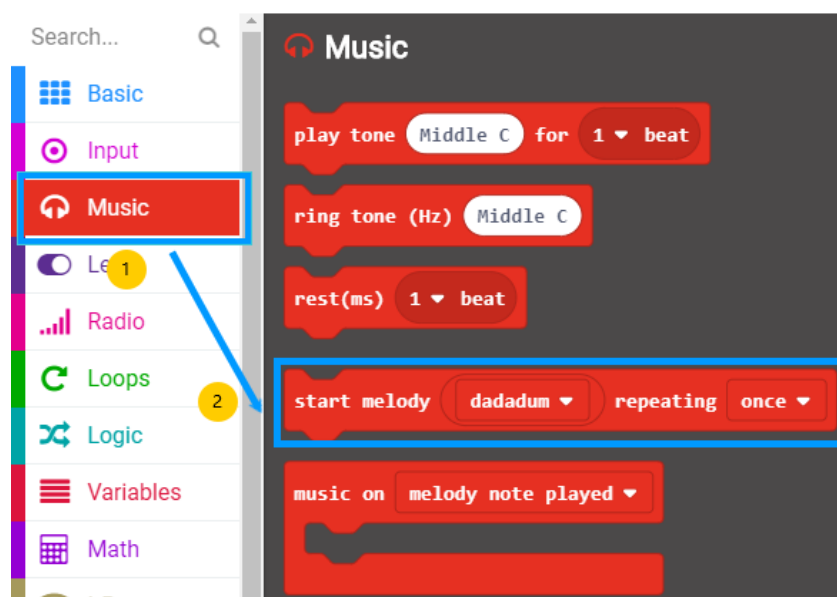 Search...
Basic
Input
Music
Le
1
Radio
Loops
2
Logic
Variables
Math
Music
play tone Middle C for 1 beat
ring tone (Hz) Middle C
rest(ms) 1 beat
start melody dadadum repeating once
music on melody note played